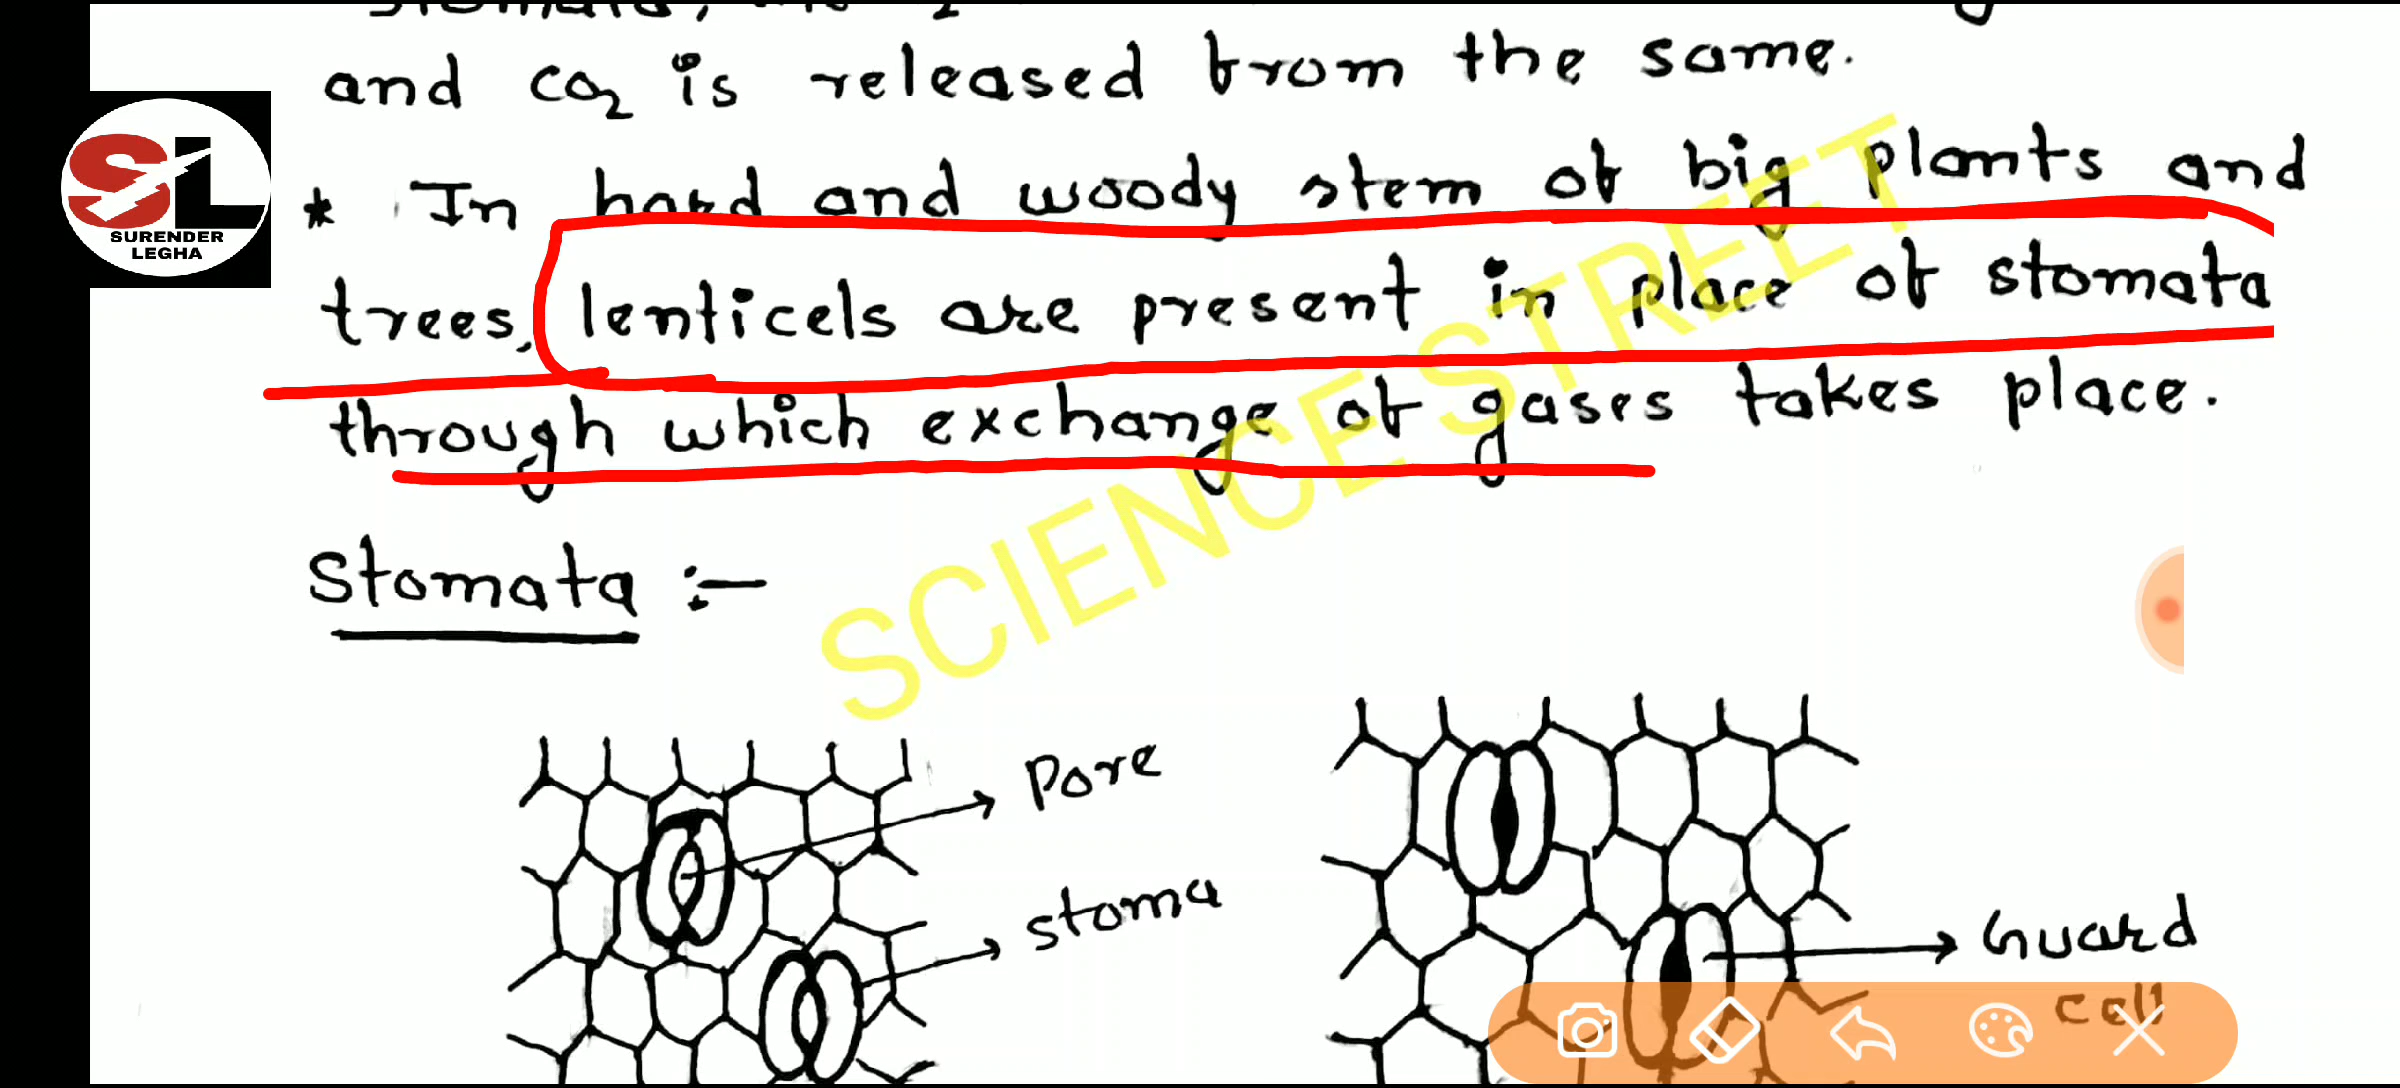 and CO2 is released from the same.
* In hard and woody stem of big plants and
trees, lenticels are present in place of stomata
through which exchange of gases takes place.
Stomata :-
SCIENCE STREET
SL
SURENDER
LEGHA
Pore
stoma
Guard
cell